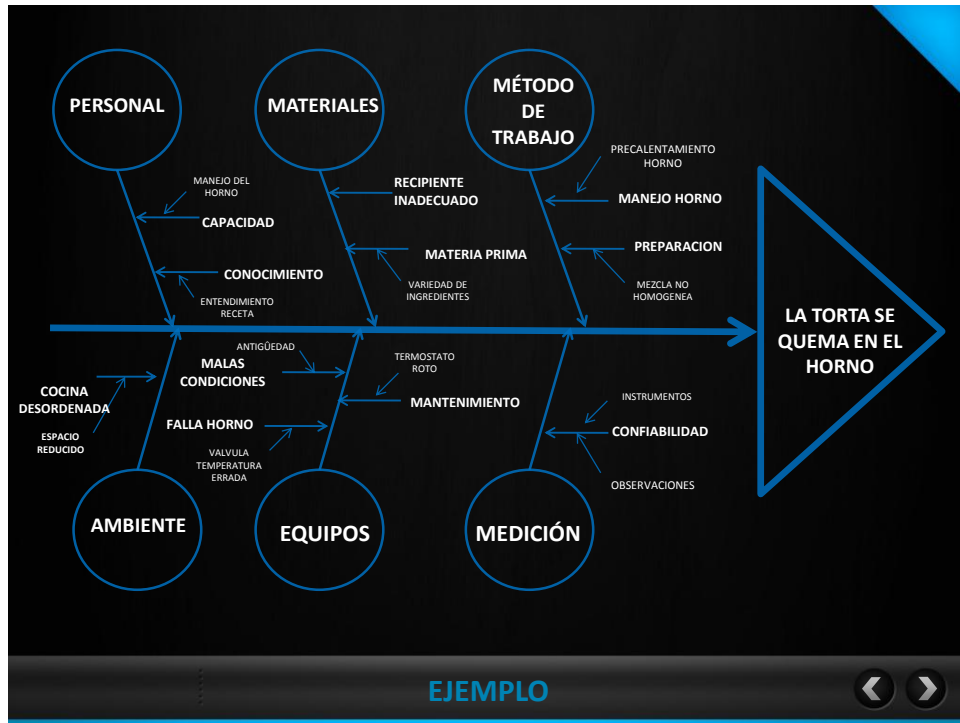 PERSONAL
MATERIALES
MÉTODO
DE
TRABAJO
MANEJO DEL
HORNO
CAPACIDAD
CONOCIMIENTO
ENTENDIMIENTO
RECETA
RECIPIENTE
INADECUADO
MATERIA PRIMA
VARIEDAD DE
INGREDIENTES
PRECALENTAMIENTO
HORNO
MANEJO HORNO
PREPARACION
MEZCLA NO
HOMOGENEA
LA TORTA SE
QUEMA EN EL
HORNO
COCINA
DESORDENADA
ESPACIO
REDUCIDO
ANTIGÜEDAD
MALAS
CONDICIONES
FALLA HORNO
VALVULA
TEMPERATURA
ERRADA
TERMOSTATO
ROTO
MANTENIMIENTO
INSTRUMENTOS
CONFIABILIDAD
OBSERVACIONES
AMBIENTE
EQUIPOS
MEDICIÓN
EJEMPLO